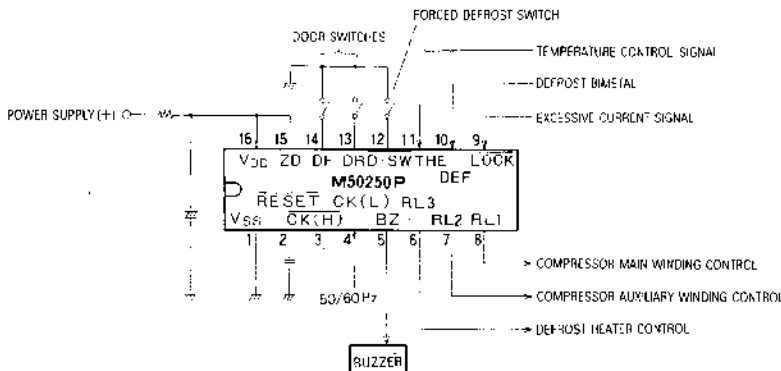 FORCED DEFROST SWITCH
DOOR SWITCHES
TEMPERATURE CONTROL SIGNAL
DEFROST BIMETAL
POWER SUPPLY (+)
EXCESSIVE CURRENT SIGNAL
16 15 14 13 12 11 10 9
VDD ZD DF DRD SW THE LOCK
DEF
M50250P
RESET CK(L) RL3
VSS CK(H) BZ RL2 RL1
1 2 3 4 5 6 7 8
50/60Hz
COMPRESSOR MAIN WINDING CONTROL
COMPRESSOR AUXILIARY WINDING CONTROL
DEFROST HEATER CONTROL
BUZZER